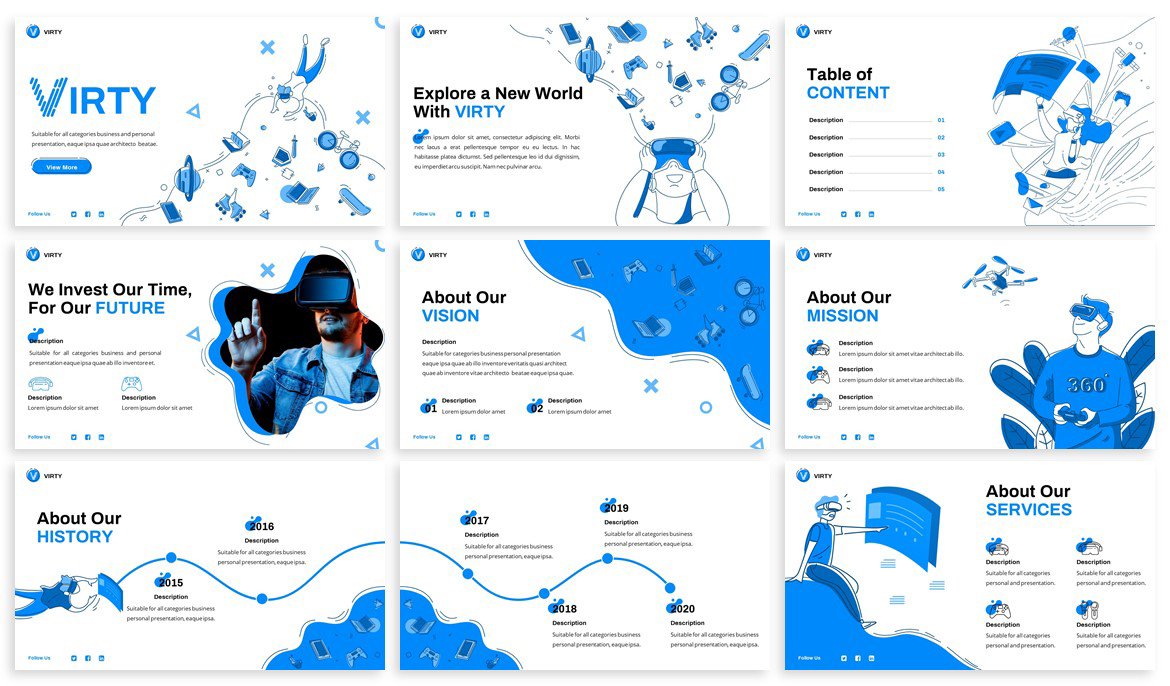 VIRTY
VIRTY
Suitable for all categories business and personal
presentation, eaque ipsa quae architecto beatae.
View More
Follow Us
VIRTY
Explore a New World
With VIRTY
Lorem ipsum dolor sit amet, consectetur adipiscing elit. Morbi
nec lacus a erat pellentesque tempor eu eu lectus. In hac
habitasse platea dictumst. Sed pellentesque leo id dui dignissim,
eu imperdiet arcu suscipit. Nam nec pulvinar arcu.
Follow Us
VIRTY
Table of
CONTENT
Description 01
Description 02
Description 03
Description 04
Description 05
Follow Us
VIRTY
We Invest Our Time,
For Our FUTURE
Description
Suitable for all categories business and personal
presentation eaque ipsa quae ab illo inventore et.
Description
Lorem ipsum dolor sit amet
Description
Lorem ipsum dolor sit amet
Follow Us
VIRTY
About Our
VISION
Description
Suitable for categories business personal presentation
eaque ipsa quae ab illo inventore veritatis quasi architect
quae ab inventore vitae architecto beatae eaque ipsa quae.
01
Description
Lorem ipsum dolor amet
02
Description
Lorem ipsum dolor amet
Follow Us
VIRTY
About Our
MISSION
Description
Lorem ipsum dolor sit amet vitae architect ab illo.
Description
Lorem ipsum dolor sit amet vitae architect ab illo.
Description
Lorem ipsum dolor sit amet vitae architect ab illo.
360°
Follow Us
VIRTY
About Our
HISTORY
2015
Description
Suitable for all categories business
personal presentation, eaque ipsa.
2016
Description
Suitable for all categories business
personal presentation, eaque ipsa.
Follow Us
2017
Description
Suitable for all categories business
personal presentation, eaque ipsa.
2018
Description
Suitable for all categories business
personal presentation, eaque ipsa.
2019
Description
Suitable for all categories business
personal presentation, eaque ipsa.
2020
Description
Suitable for all categories business
personal presentation, eaque ipsa.
VIRTY
About Our
SERVICES
Description
Suitable for all categories
personal and presentation.
Description
Suitable for all categories
personal and presentation.
Description
Suitable for all categories
personal and presentation.
Description
Suitable for all categories
personal and presentation.
Follow Us